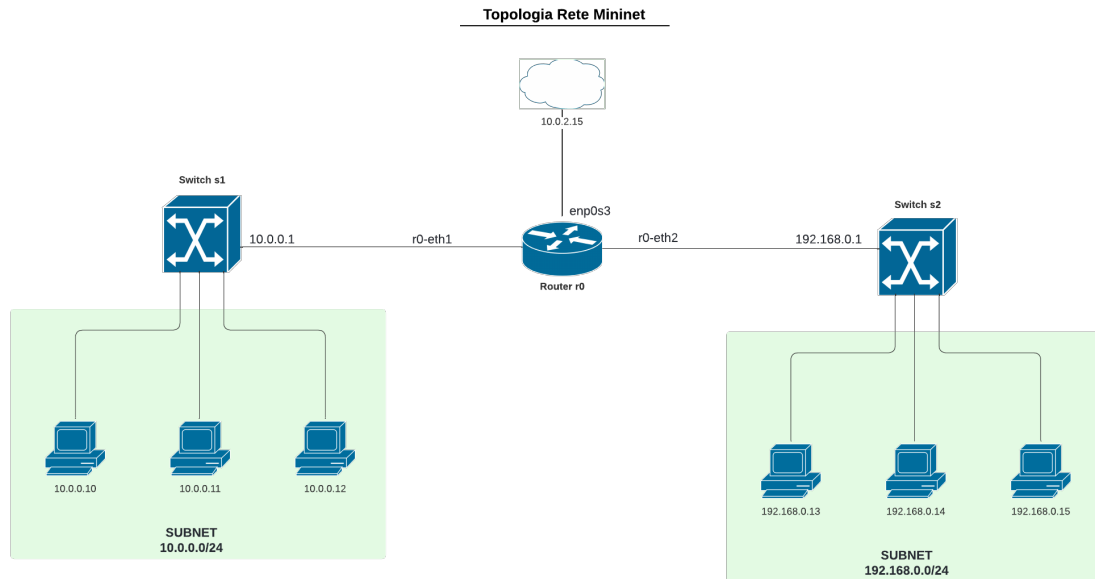 Topologia Rete Mininet
10.0.2.15
Switch s1
Switch s2
enp0s3
10.0.0.1
r0-eth1
r0-eth2
192.168.0.1
Router r0
10.0.0.10
10.0.0.11
10.0.0.12
192.168.0.13
192.168.0.14
192.168.0.15
SUBNET
10.0.0.0/24
SUBNET
192.168.0.0/24